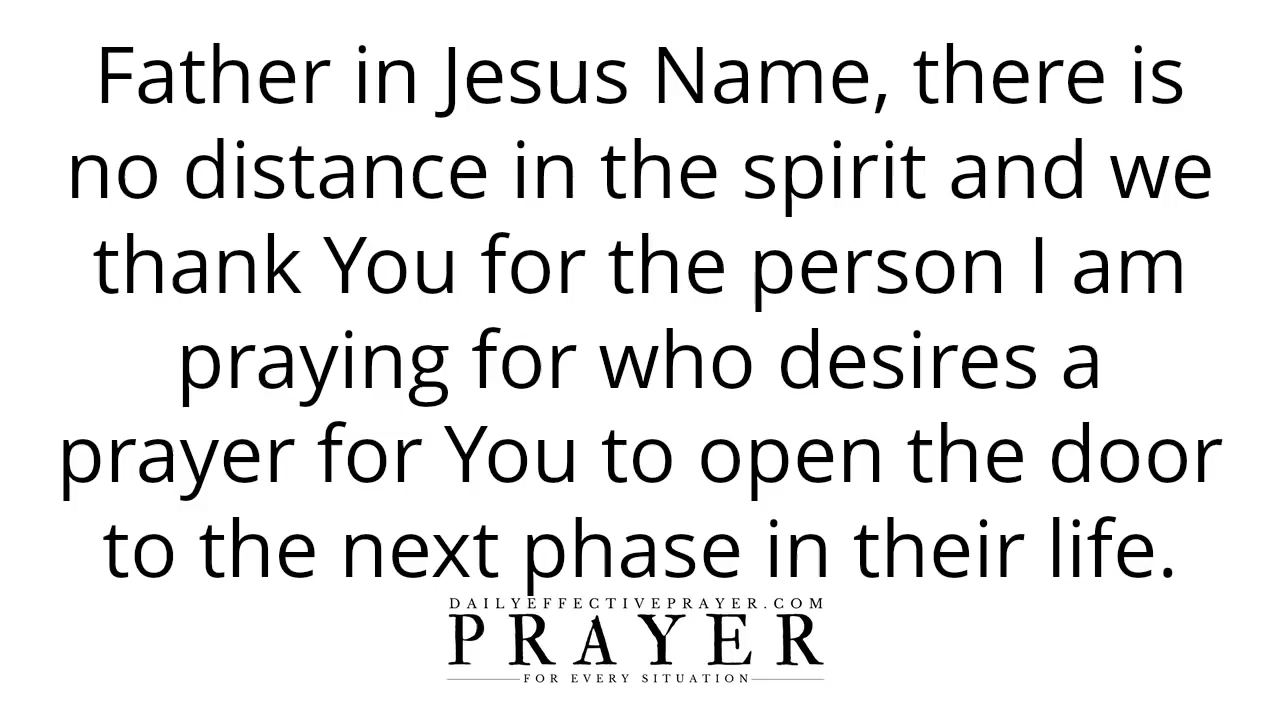 Father in Jesus Name, there is
no distance in the spirit and we
thank You for the person I am
praying for who desires a
prayer for You to open the door
to the next phase in their life.
DAILYEFFECTIVEPRAYER.COM
PRAYER
FOR EVERY SITUATION